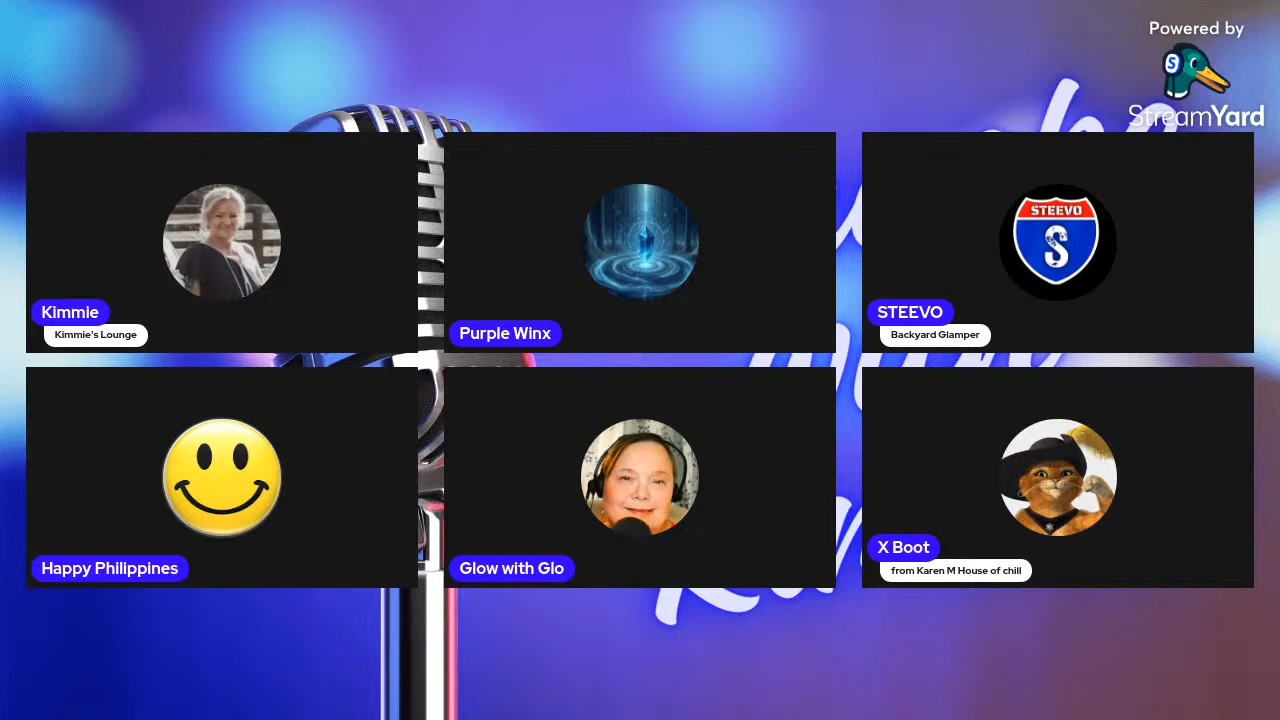 Powered by
StreamYard
Kimmie
Kimmie's Lounge
Purple Winx
STEEVO
S
STEEVO
Backyard Glamper
Happy Philippines
Glow with Glo
X Boot
from Karen M House of chill